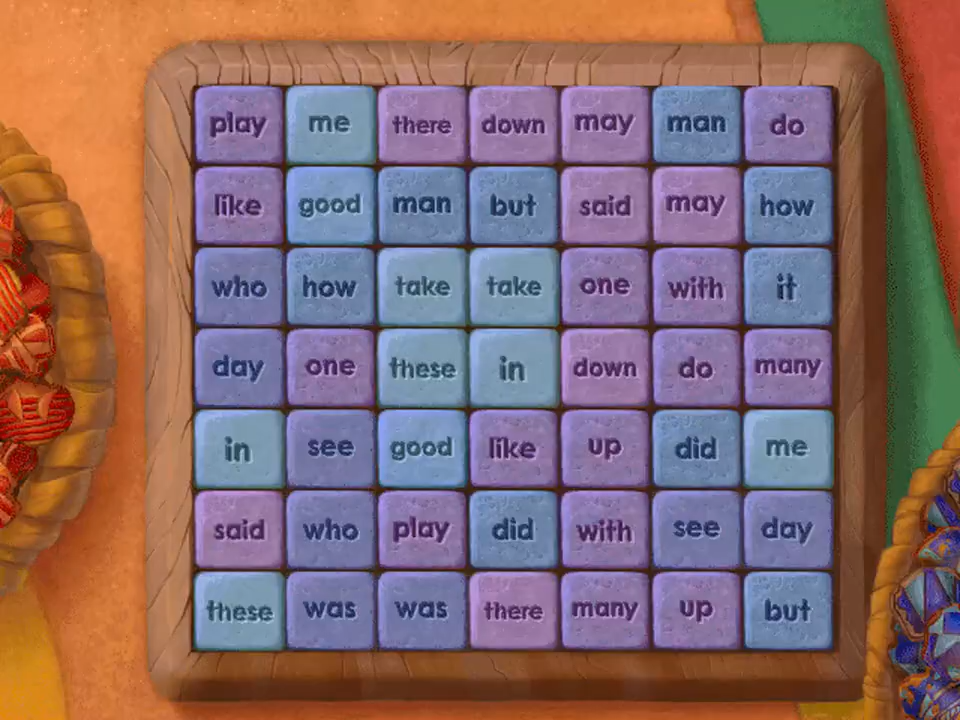 play me there down may man do
like good man but said may how
who how take take one with it
day one these in down do many
in see good like up did me
said who play did with see day
these was was there many up but